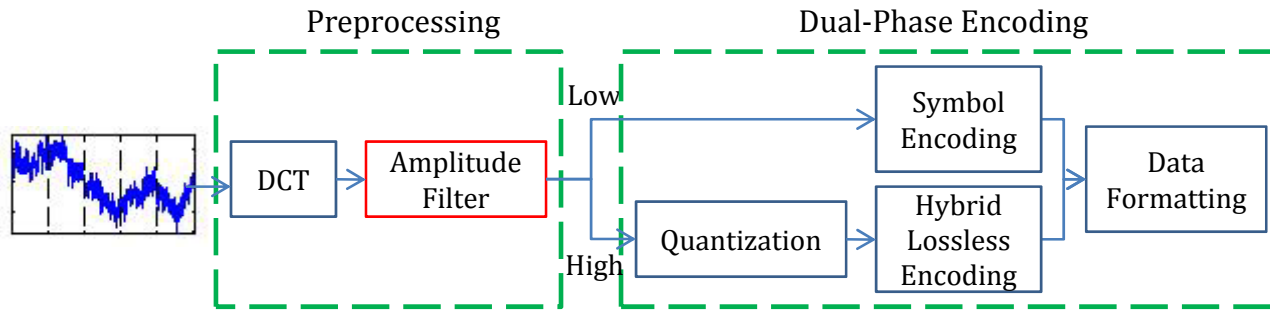 Preprocessing
Dual-Phase Encoding
Low
High
DCT
Amplitude
Filter
Symbol
Encoding
Quantization
Hybrid
Lossless
Encoding
Data
Formatting